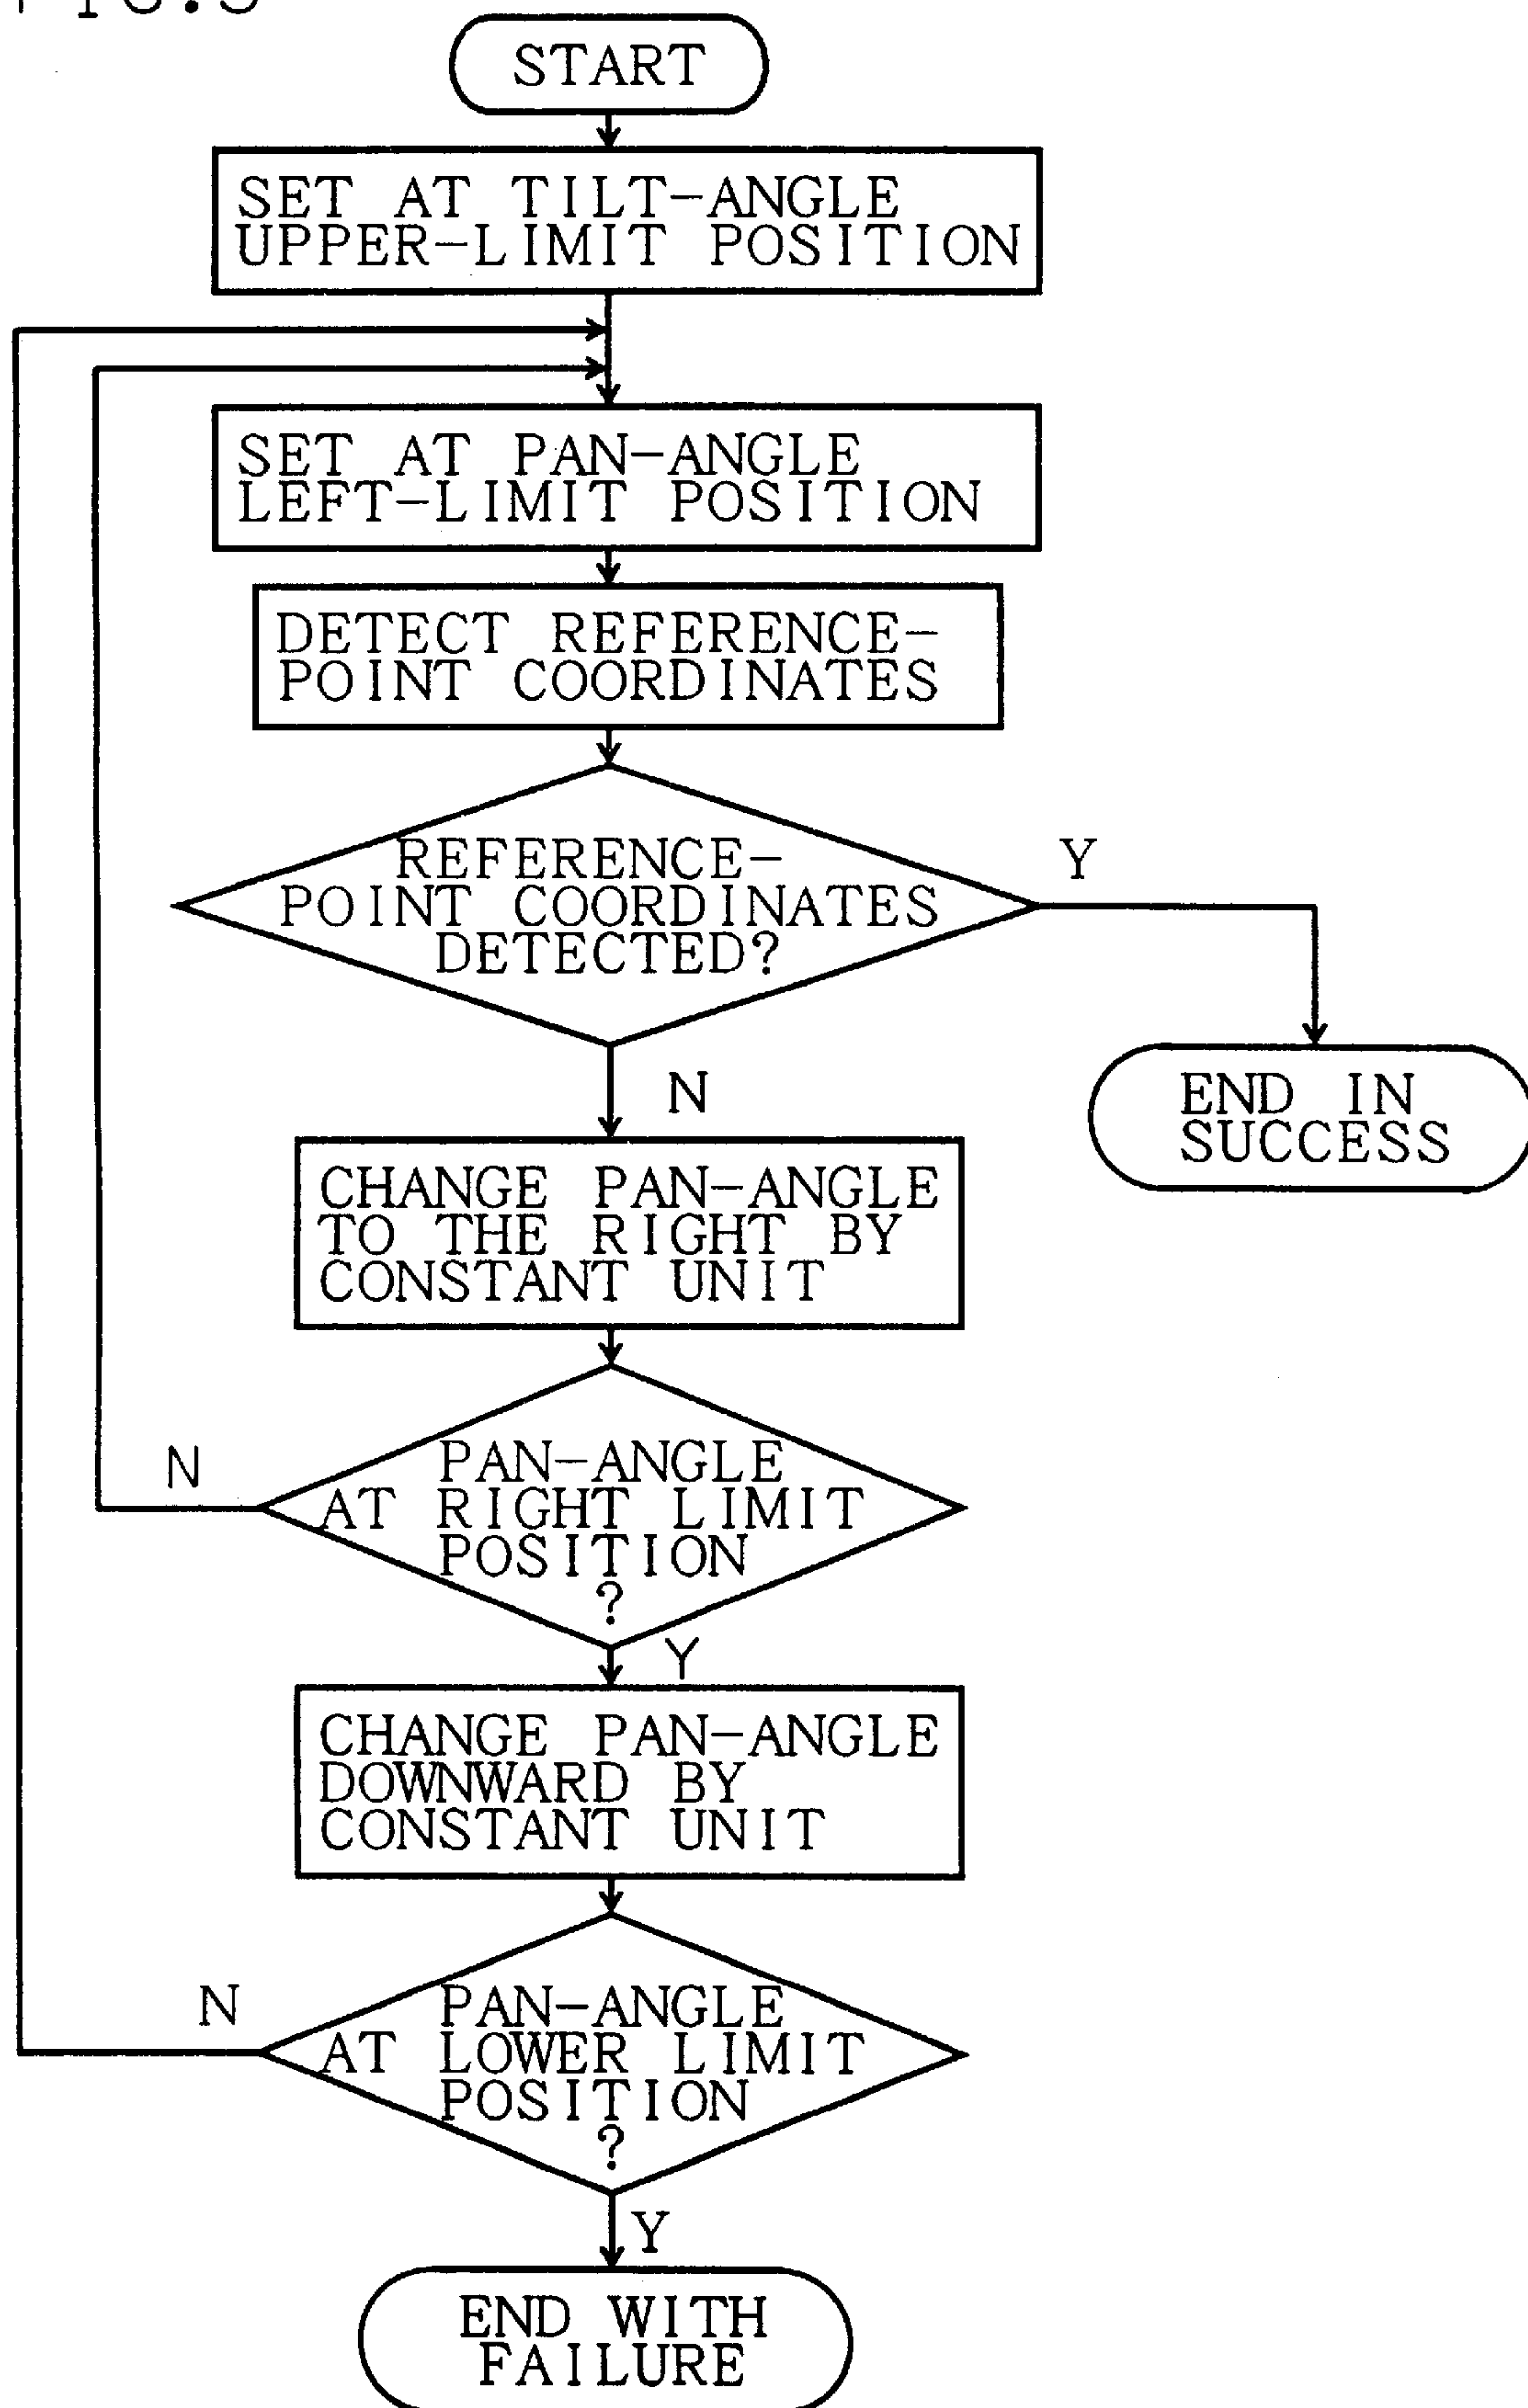 START
SET AT TILT-ANGLE
UPPER-LIMIT POSITION
SET AT PAN-ANGLE
LEFT-LIMIT POSITION
DETECT REFERENCE-
POINT COORDINATES
REFERENCE-
POINT COORDINATES
DETECTED?
Y
N
END IN
SUCCESS
CHANGE PAN-ANGLE
TO THE RIGHT BY
CONSTANT UNIT
N
PAN-ANGLE
AT RIGHT LIMIT
POSITION
?
Y
CHANGE PAN-ANGLE
DOWNWARD BY
CONSTANT UNIT
N
PAN-ANGLE
AT LOWER LIMIT
POSITION
?
Y
END WITH
FAILURE